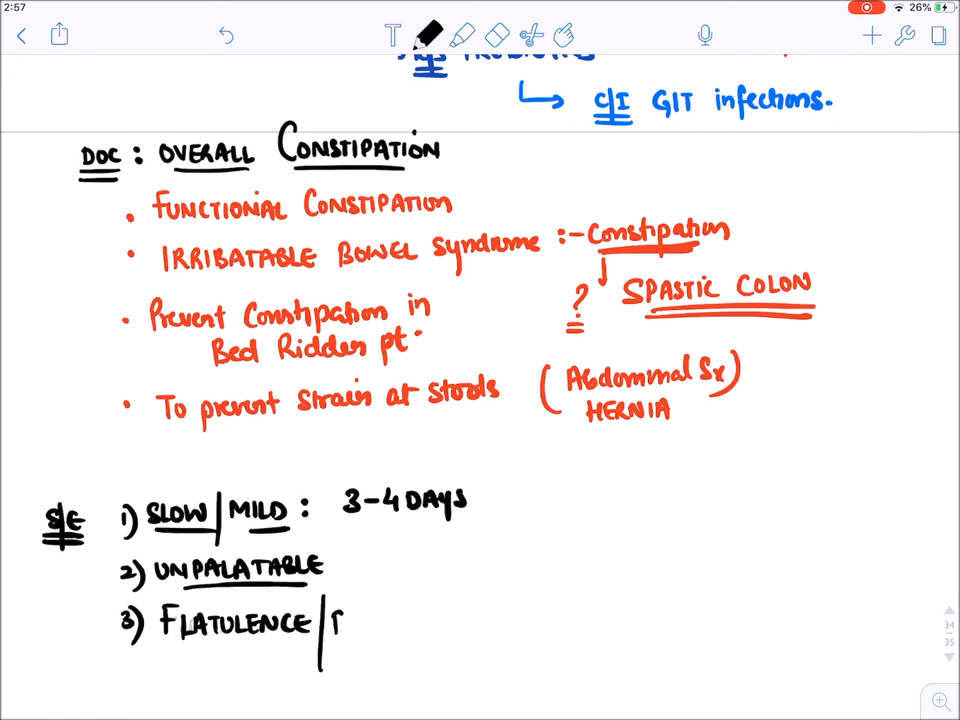 2:57
26%
T
C/I GIT infections.
DOC : OVERALL CONSTIPATION
• FUNCTIONAL CONSTIPATION
• IRRIBATABLE BOWEL Syndrome :- Constipation
? SPASTIC COLON
• Prevent Constipation in
Bed Ridden pt.
• To prevent Strain at Stools (Abdominal Sx)
HERNIA
S/E 1) SLOW/MILD : 3-4 DAYS
2) UNPALATABLE
3) FLATULENCE/
34
35